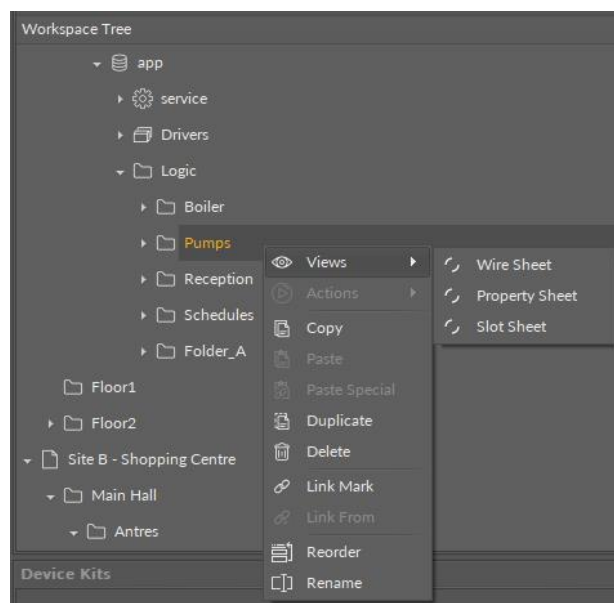 Workspace Tree
app
service
Drivers
Logic
Boiler
Pumps
Reception
Schedules
Folder_A
Floor1
Floor2
Site B - Shopping Centre
Main Hall
Antres
Device Kits
Views
Actions
Copy
Paste
Paste Special
Duplicate
Delete
Link Mark
Link From
Reorder
Rename
Wire Sheet
Property Sheet
Slot Sheet